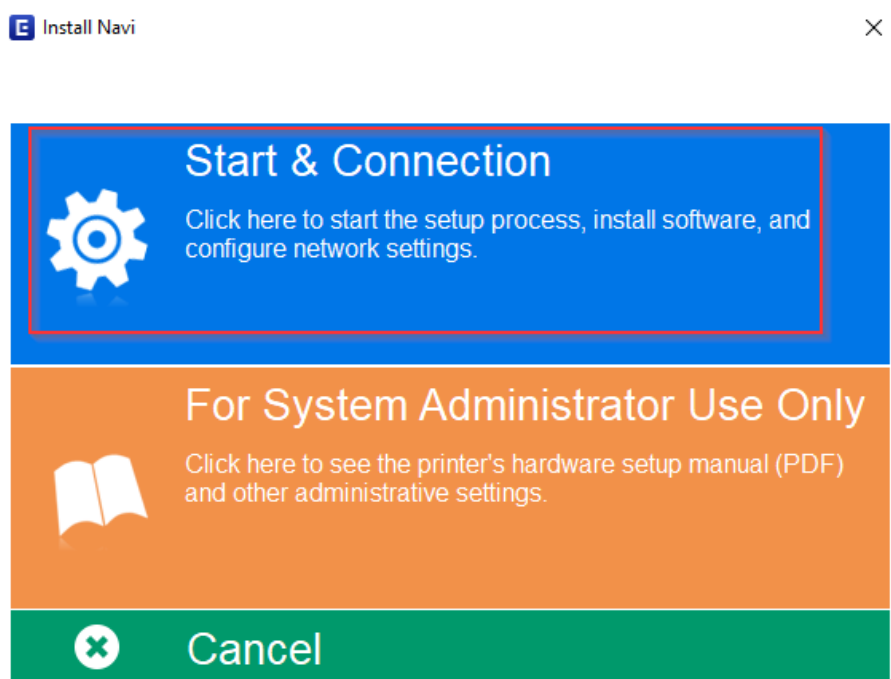 Install Navi
Start & Connection
Click here to start the setup process, install software, and
configure network settings.
For System Administrator Use Only
Click here to see the printer's hardware setup manual (PDF)
and other administrative settings.
Cancel